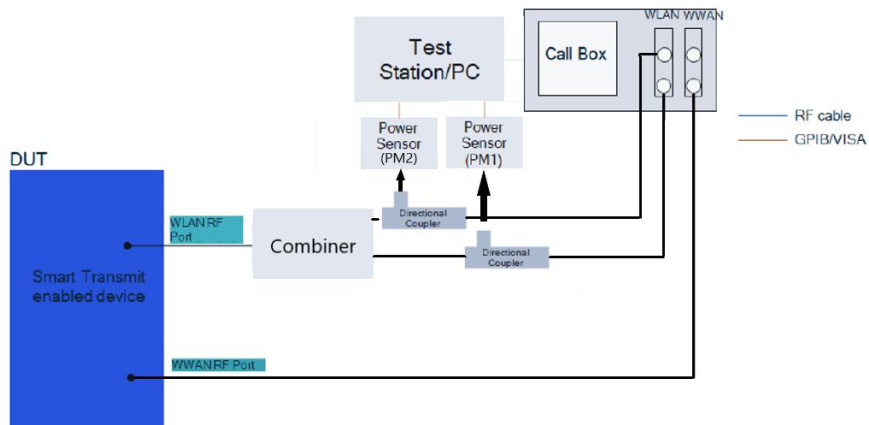 WLAN WWAN
Test
Station/PC
Call Box
RF cable
GPIB/VISA
Power
Sensor
(PM2)
Power
Sensor
(PM1)
DUT
WLAN RF
Port
Directional
Coupler
Combiner
Directional
Coupler
Smart Transmit
enabled device
WWAN RF Port